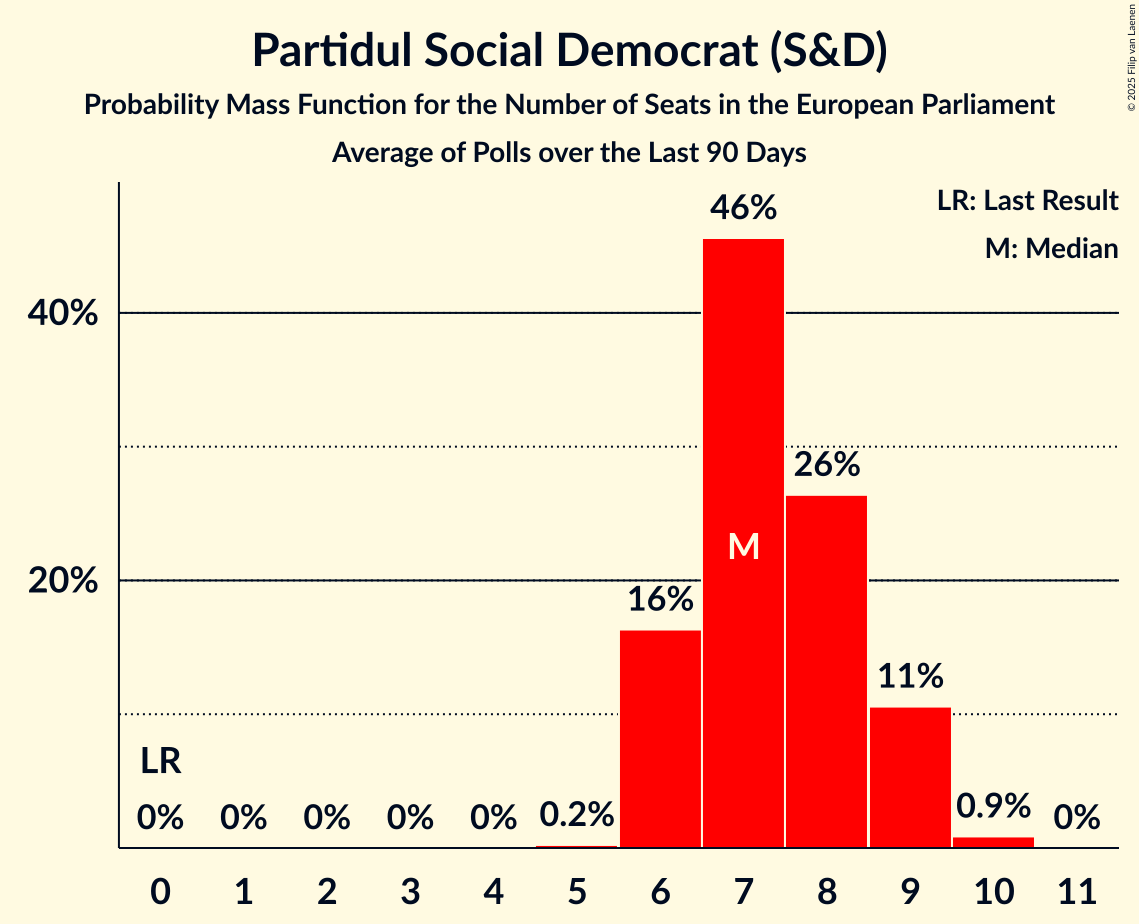 Partidul Social Democrat (S&D)
Probability Mass Function for the Number of Seats in the European Parliament
Average of Polls over the Last 90 Days
© 2025 Filip van Laenen
LR: Last Result
M: Median
46%
40%
26%
M
20%
16%
11%
LR
0% 0% 0% 0% 0% 0.2% 0.9% 0%
0 1 2 3 4 5 6 7 8 9 10 11